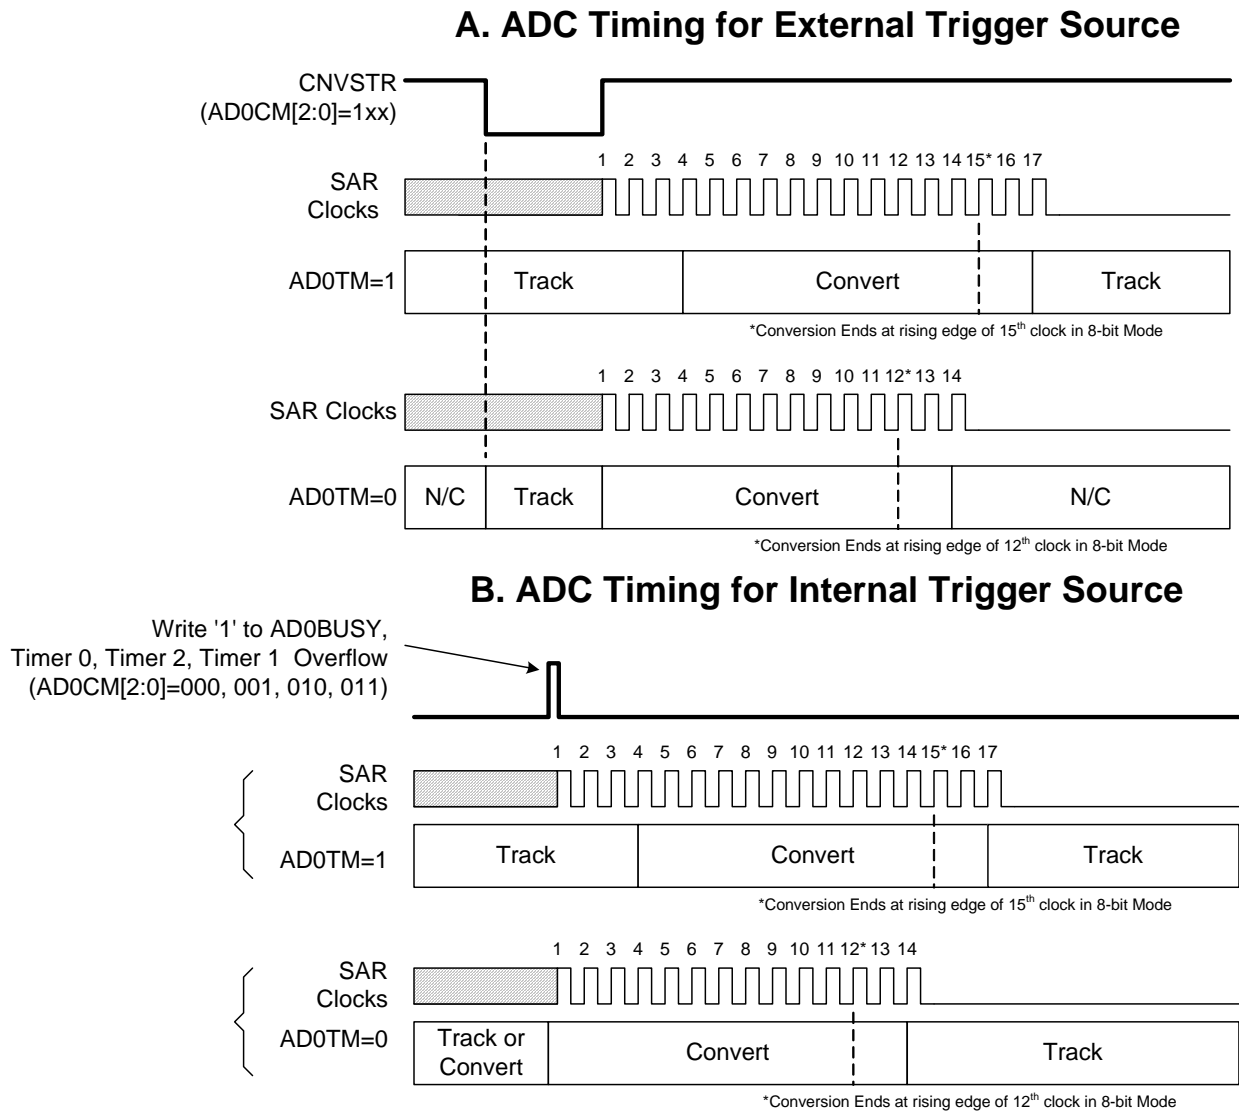 A. ADC Timing for External Trigger Source
CNVSTR
(AD0CM[2:0]=1xx)
1 2 3 4 5 6 7 8 9 10 11 12 13 14 15* 16 17
SAR
Clocks
AD0TM=1
Track
Convert
Track
*Conversion Ends at rising edge of 15th clock in 8-bit Mode
1 2 3 4 5 6 7 8 9 10 11 12* 13 14
SAR Clocks
AD0TM=0
N/C
Track
Convert
N/C
*Conversion Ends at rising edge of 12th clock in 8-bit Mode
B. ADC Timing for Internal Trigger Source
Write '1' to AD0BUSY,
Timer 0, Timer 2, Timer 1 Overflow
(AD0CM[2:0]=000, 001, 010, 011)
1 2 3 4 5 6 7 8 9 10 11 12 13 14 15* 16 17
SAR
Clocks
AD0TM=1
Track
Convert
Track
*Conversion Ends at rising edge of 15th clock in 8-bit Mode
1 2 3 4 5 6 7 8 9 10 11 12* 13 14
SAR
Clocks
AD0TM=0
Track or
Convert
Convert
Track
*Conversion Ends at rising edge of 12th clock in 8-bit Mode